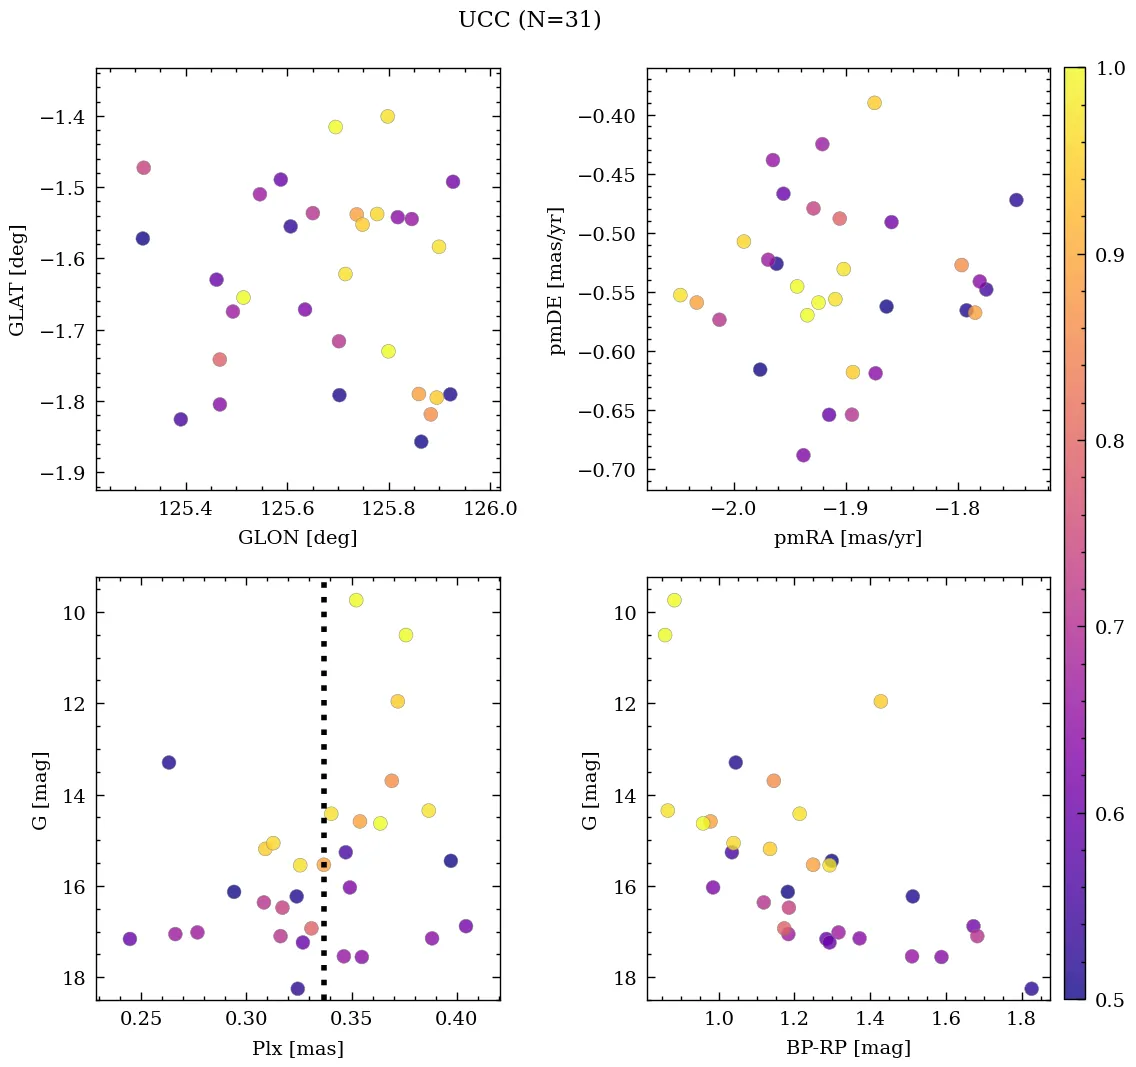 UCC (N=31)
−1.4
−1.5
−1.6
−1.7
−1.8
−1.9
GLAT [deg]
125.4 125.6 125.8 126.0
GLON [deg]
−0.40
−0.45
−0.50
−0.55
−0.60
−0.65
−0.70
pmDE [mas/yr]
−2.0 −1.9 −1.8
pmRA [mas/yr]
10
12
14
16
18
G [mag]
0.25 0.30 0.35 0.40
Plx [mas]
10
12
14
16
18
G [mag]
1.0 1.2 1.4 1.6 1.8
BP-RP [mag]
1.0
0.9
0.8
0.7
0.6
0.5